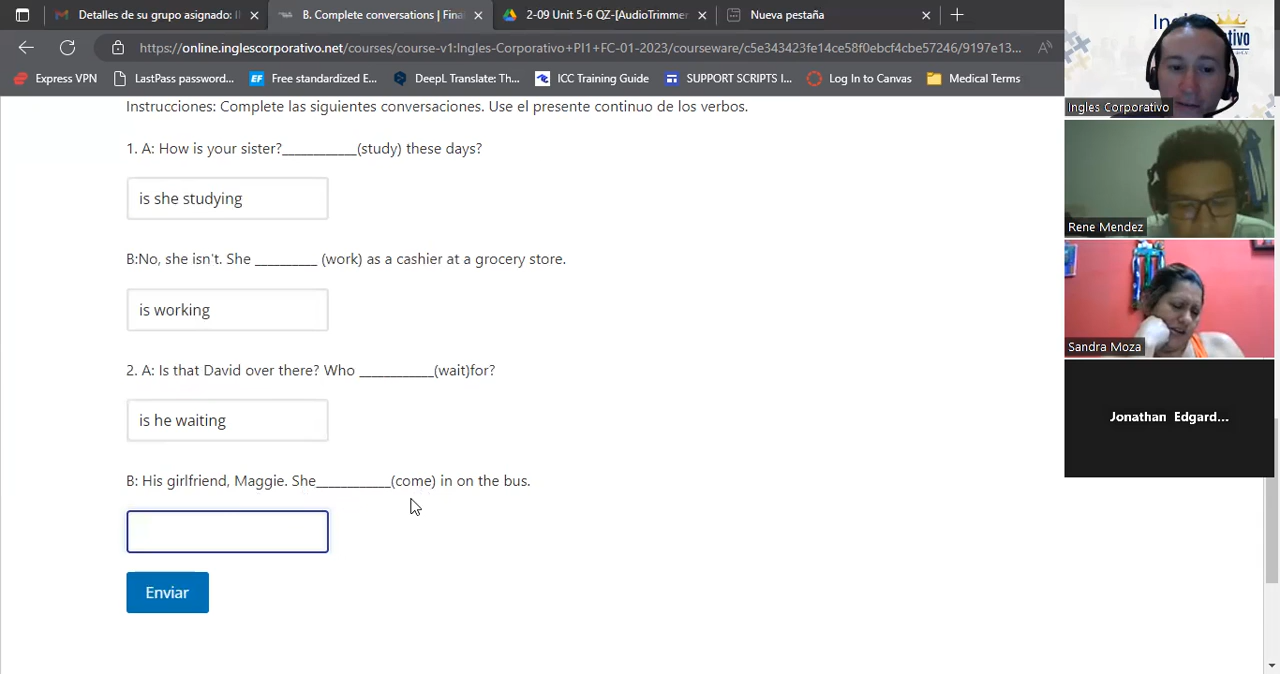 Detalles de su grupo asignado: I
B. Complete conversations | Fina
2-09 Unit 5-6 QZ-[AudioTrimmer
Nueva pestaña
https://online.inglescorporativo.net/courses/course-v1:Ingles-Corporativo+PI1+FC-01-2023/courseware/c5e343423fe14ce58f0ebcf4cbe57246/9197e13...
Express VPN
LastPass password...
EF Free standardized E...
DeepL Translate: Th...
ICC Training Guide
SUPPORT SCRIPTS I...
Log In to Canvas
Medical Terms
Instrucciones: Complete las siguientes conversaciones. Use el presente continuo de los verbos.
1. A: How is your sister?____________(study) these days?
is she studying
B:No, she isn't. She __________ (work) as a cashier at a grocery store.
is working
2. A: Is that David over there? Who ____________(wait)for?
is he waiting
B: His girlfriend, Maggie. She____________(come) in on the bus.
Enviar
Ingles Corporativo
Rene Mendez
Sandra Moza
Jonathan Edgard...